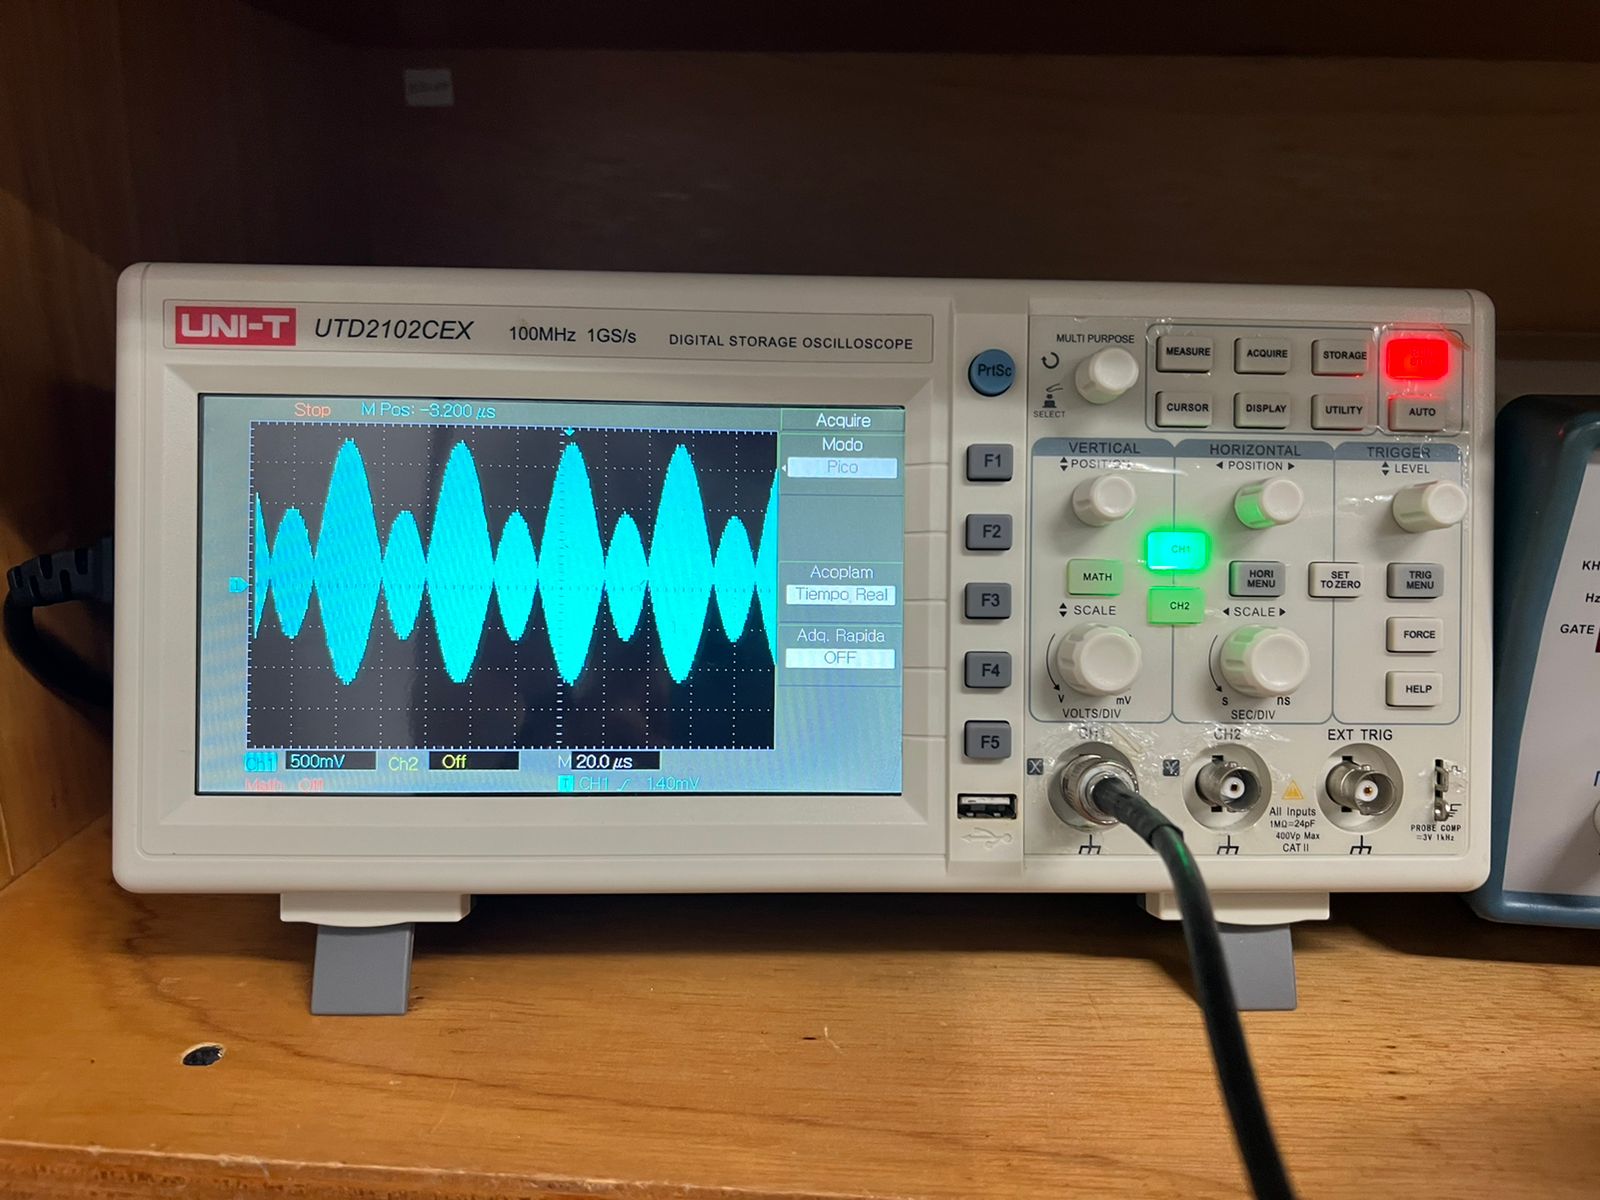 UNI-T UTD2102CEX 100MHz 1GS/s DIGITAL STORAGE OSCILLOSCOPE
Stop M Pos: -3.200 µs
Acquire
Modo
Pico
Acoplam
Tiempo Real
Adq. Rapida
OFF
Ch1 500mV Ch2 Off M 20.0 µs
Math Off T CH1 140mV
PrtSc
F1
F2
F3
F4
F5
MULTI PURPOSE
SELECT
MEASURE ACQUIRE STORAGE
CURSOR DISPLAY UTILITY AUTO
VERTICAL HORIZONTAL TRIGGER
POSITION POSITION LEVEL
CH1
MATH HORI MENU SET TO ZERO TRIG MENU
CH2
SCALE SCALE
FORCE
HELP
V mV s ns
VOLTS/DIV SEC/DIV
CH1 CH2 EXT TRIG
X Y
All Inputs
1MΩ=24pF
400Vp Max
CAT II
PROBE COMP
≈3V 1kHz
KH
Hz
GATE